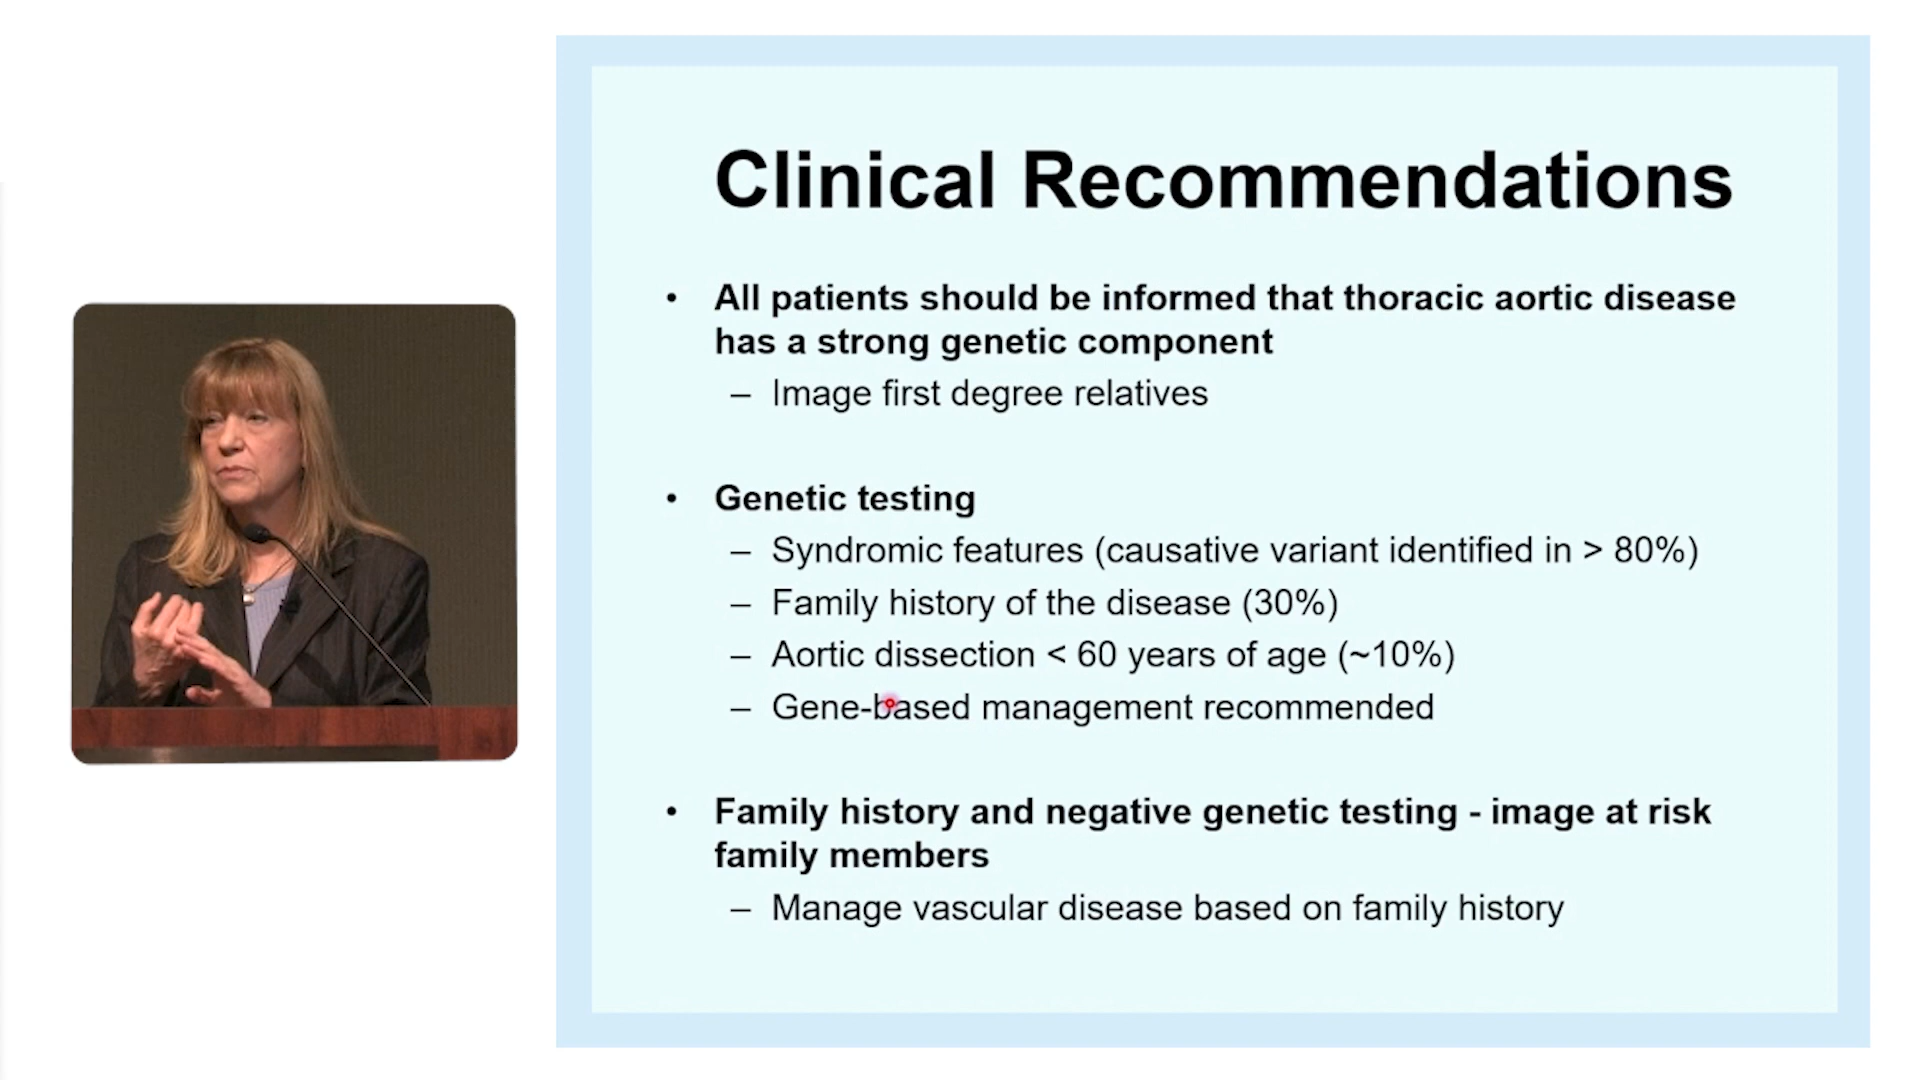 Clinical Recommendations
• All patients should be informed that thoracic aortic disease
has a strong genetic component
– Image first degree relatives
• Genetic testing
– Syndromic features (causative variant identified in > 80%)
– Family history of the disease (30%)
– Aortic dissection < 60 years of age (~10%)
– Gene-based management recommended
• Family history and negative genetic testing - image at risk
family members
– Manage vascular disease based on family history